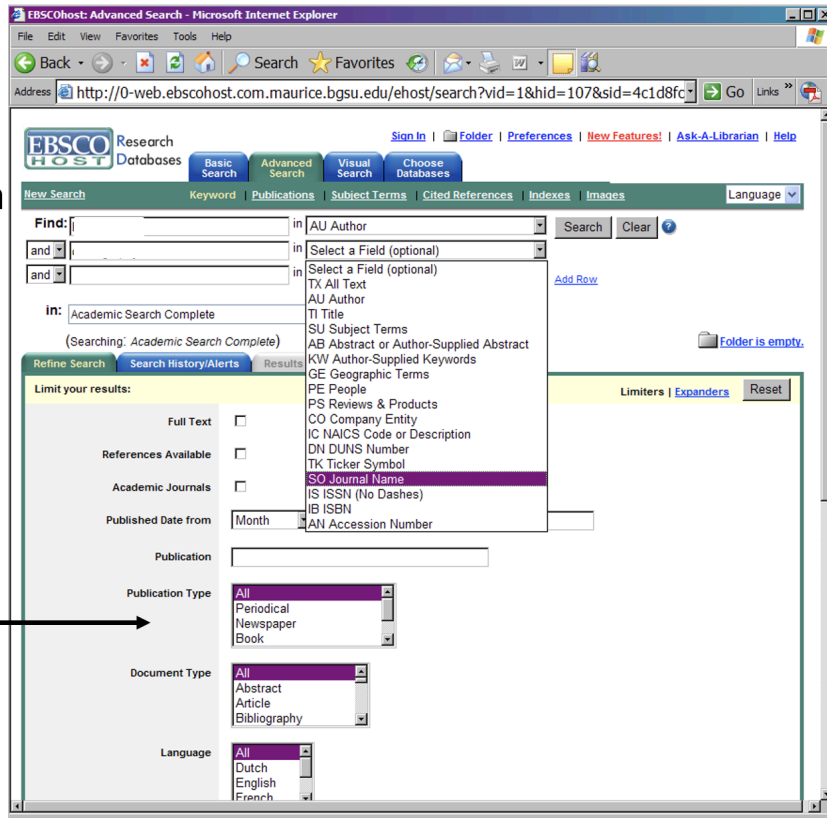 EBSCOhost: Advanced Search - Microsoft Internet Explorer
File Edit View Favorites Tools Help
Back Search Favorites
Address http://0-web.ebscohost.com.maurice.bgsu.edu/ehost/search?vid=1&hid=107&sid=4c1d8fc Go Links »
Sign In | Folder | Preferences | New Features! | Ask-A-Librarian | Help
EBSCO HOST Research Databases
Basic Search Advanced Search Visual Search Choose Databases
New Search Keyword | Publications | Subject Terms | Cited References | Indexes | Images Language
Find: in AU Author Search Clear ?
and in Select a Field (optional)
and in Select a Field (optional) Add Row
TX All Text
AU Author
TI Title
SU Subject Terms
AB Abstract or Author-Supplied Abstract
KW Author-Supplied Keywords
GE Geographic Terms
PE People
PS Reviews & Products
CO Company Entity
IC NAICS Code or Description
DN DUNS Number
TK Ticker Symbol
SO Journal Name
IS ISSN (No Dashes)
IB ISBN
AN Accession Number
in: Academic Search Complete
(Searching: Academic Search Complete) Folder is empty.
Refine Search Search History/Alerts Results
Limit your results: Limiters | Expanders Reset
Full Text
References Available
Academic Journals
Published Date from Month
Publication
Publication Type All
Periodical
Newspaper
Book
Document Type All
Abstract
Article
Bibliography
Language All
Dutch
English
French